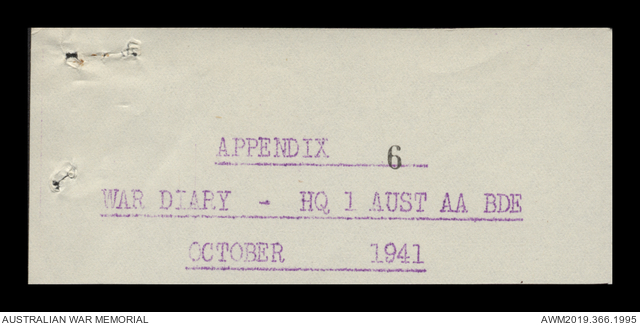 APPENDIX 6
WAR DIARY - HQ 1 AUST AA BDE
OCTOBER 1941
AUSTRALIAN WAR MEMORIAL AWM2019.366.1995